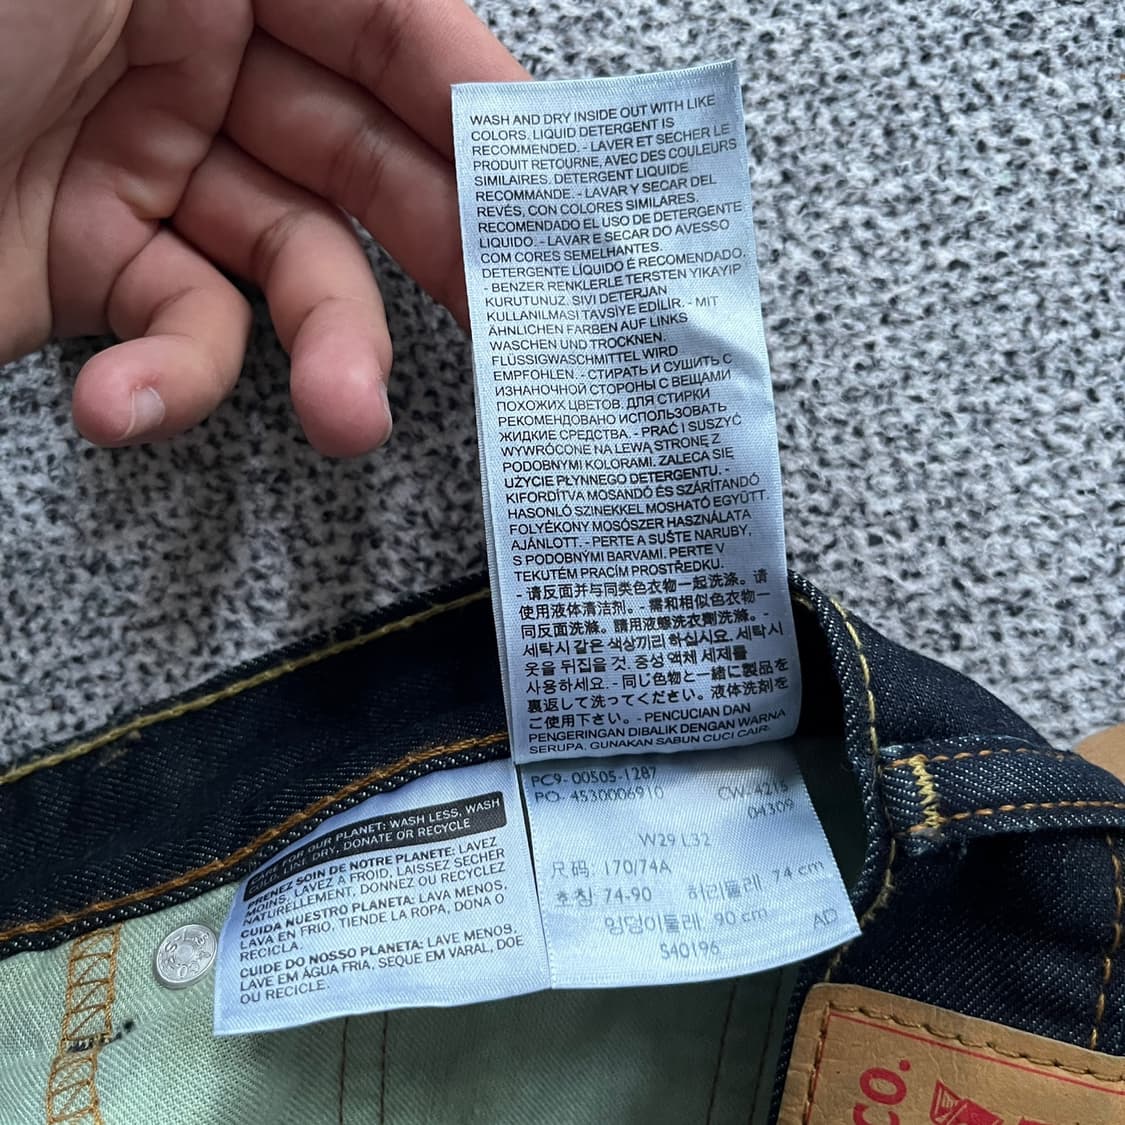 WASH AND DRY INSIDE OUT WITH LIKE
COLORS. LIQUID DETERGENT IS
RECOMMENDED. - LAVER ET SECHER LE
PRODUIT RETOURNE, AVEC DES COULEURS
SIMILAIRES. DETERGENT LIQUIDE
RECOMMANDE. - LAVAR Y SECAR DEL
REVÉS, CON COLORES SIMILARES.
RECOMENDADO EL USO DE DETERGENTE
LIQUIDO. - LAVAR E SECAR DO AVESSO
COM CORES SEMELHANTES.
DETERGENTE LÍQUIDO É RECOMENDADO.
- BENZER RENKLERLE TERSTEN YIKAYIP
KURUTUNUZ. SIVI DETERJAN
KULLANILMASI TAVSIYE EDILIR. - MIT
ÄHNLICHEN FARBEN AUF LINKS
WASCHEN UND TROCKNEN.
FLÜSSIGWASCHMITTEL WIRD
EMPFOHLEN. - СТИРАТЬ И СУШИТЬ С
ИЗНАНОЧНОЙ СТОРОНЫ С ВЕЩАМИ
ПОХОЖИХ ЦВЕТОВ. ДЛЯ СТИРКИ
РЕКОМЕНДОВАНО ИСПОЛЬЗОВАТЬ
ЖИДКИЕ СРЕДСТВА. - PRAĆ I SUSZYĆ
WYWRÓCONE NA LEWĄ STRONĘ Z
PODOBNYMI KOLORAMI. ZALECA SIĘ
UŻYCIE PŁYNNEGO DETERGENTU. -
KIFORDÍTVA MOSANDÓ ÉS SZÁRÍTANDÓ
HASONLÓ SZINEKKEL MOSHATÓ EGYÜTT.
FOLYÉKONY MOSÓSZER HASZNÁLATA
AJÁNLOTT. - PERTE A SUŠTE NARUBY,
S PODOBNÝMI BARVAMI. PERTE V
TEKUTÉM PRACÍM PROSTŘEDKU.
- 请反面并与同类色衣物一起洗涤。请
使用液体清洁剂。- 需和相似色衣物一
同反面洗滌。請用液態洗衣劑洗滌。-
세탁시 같은 색상끼리 하십시요. 세탁시
옷을 뒤집을 것. 중성 액체 세제를
사용하세요. - 同じ色物と一緒に製品を
裏返して洗ってください。液体洗剤を
ご使用下さい。- PENCUCIAN DAN
PENGERINGAN DIBALIK DENGAN WARNA
SERUPA, GUNAKAN SABUN CUCI CAIR.
CARE FOR OUR PLANET: WASH LESS, WASH
COLD, LINE DRY, DONATE OR RECYCLE
PRENEZ SOIN DE NOTRE PLANETE: LAVEZ
MOINS, LAVEZ A FROID, LAISSEZ SECHER
NATURELLEMENT, DONNEZ OU RECYCLEZ
CUIDA NUESTRO PLANETA: LAVA MENOS,
LAVA EN FRIO, TIENDE LA ROPA, DONA O
RECICLA.
CUIDE DO NOSSO PLANETA: LAVE MENOS,
LAVE EM ÁGUA FRIA, SEQUE EM VARAL, DOE
OU RECICLE.
PC9- 00505-1287
PO- 4530006910 CW-4215
04309
W29 L32
尺码: 170/74A
호칭 74-90 허리둘레 74 cm
엉덩이둘레 90 cm AD
S40196
CO.